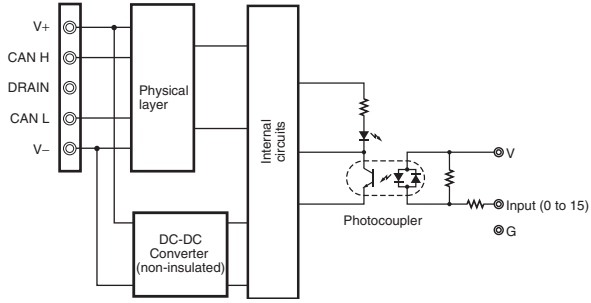 V+
CAN H
DRAIN
CAN L
V–
Physical
layer
DC-DC
Converter
(non-insulated)
Internal
circuits
Photocoupler
V
Input (0 to 15)
G